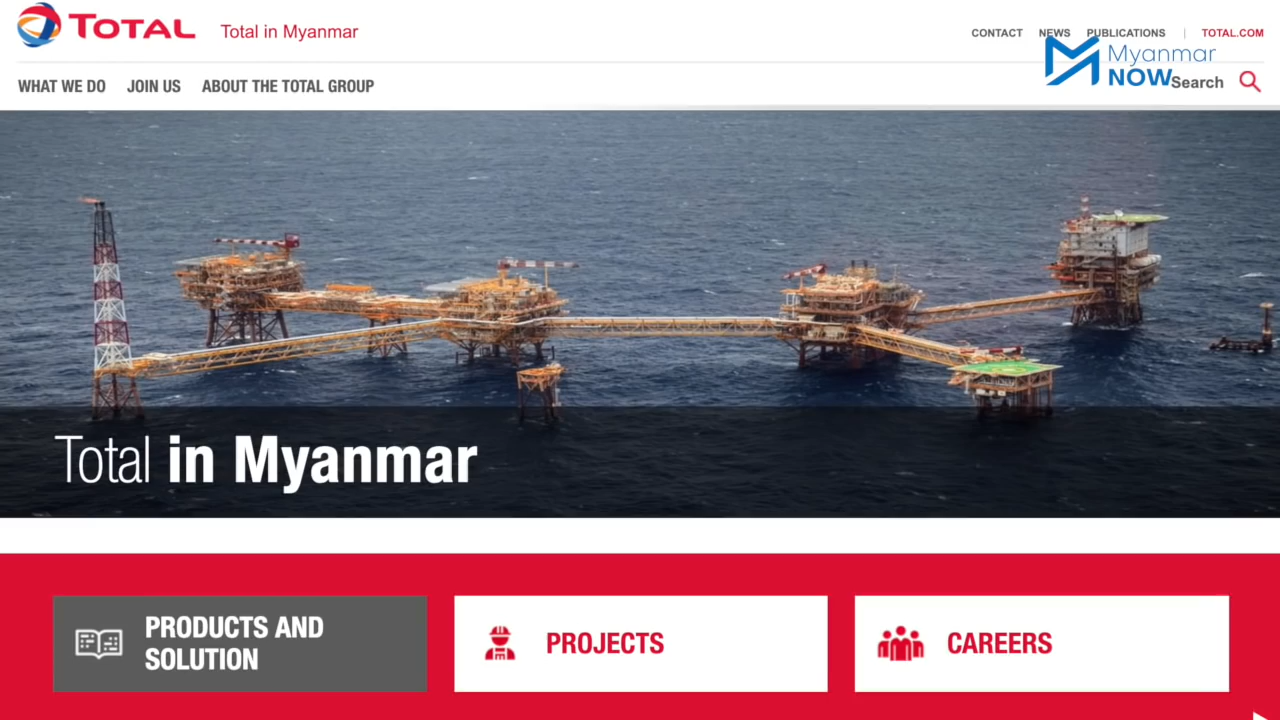 TOTAL
Total in Myanmar
CONTACT NEWS PUBLICATIONS | TOTAL.COM
Myanmar
NOW
WHAT WE DO JOIN US ABOUT THE TOTAL GROUP
Search
Total in Myanmar
PRODUCTS AND
SOLUTION
PROJECTS
CAREERS